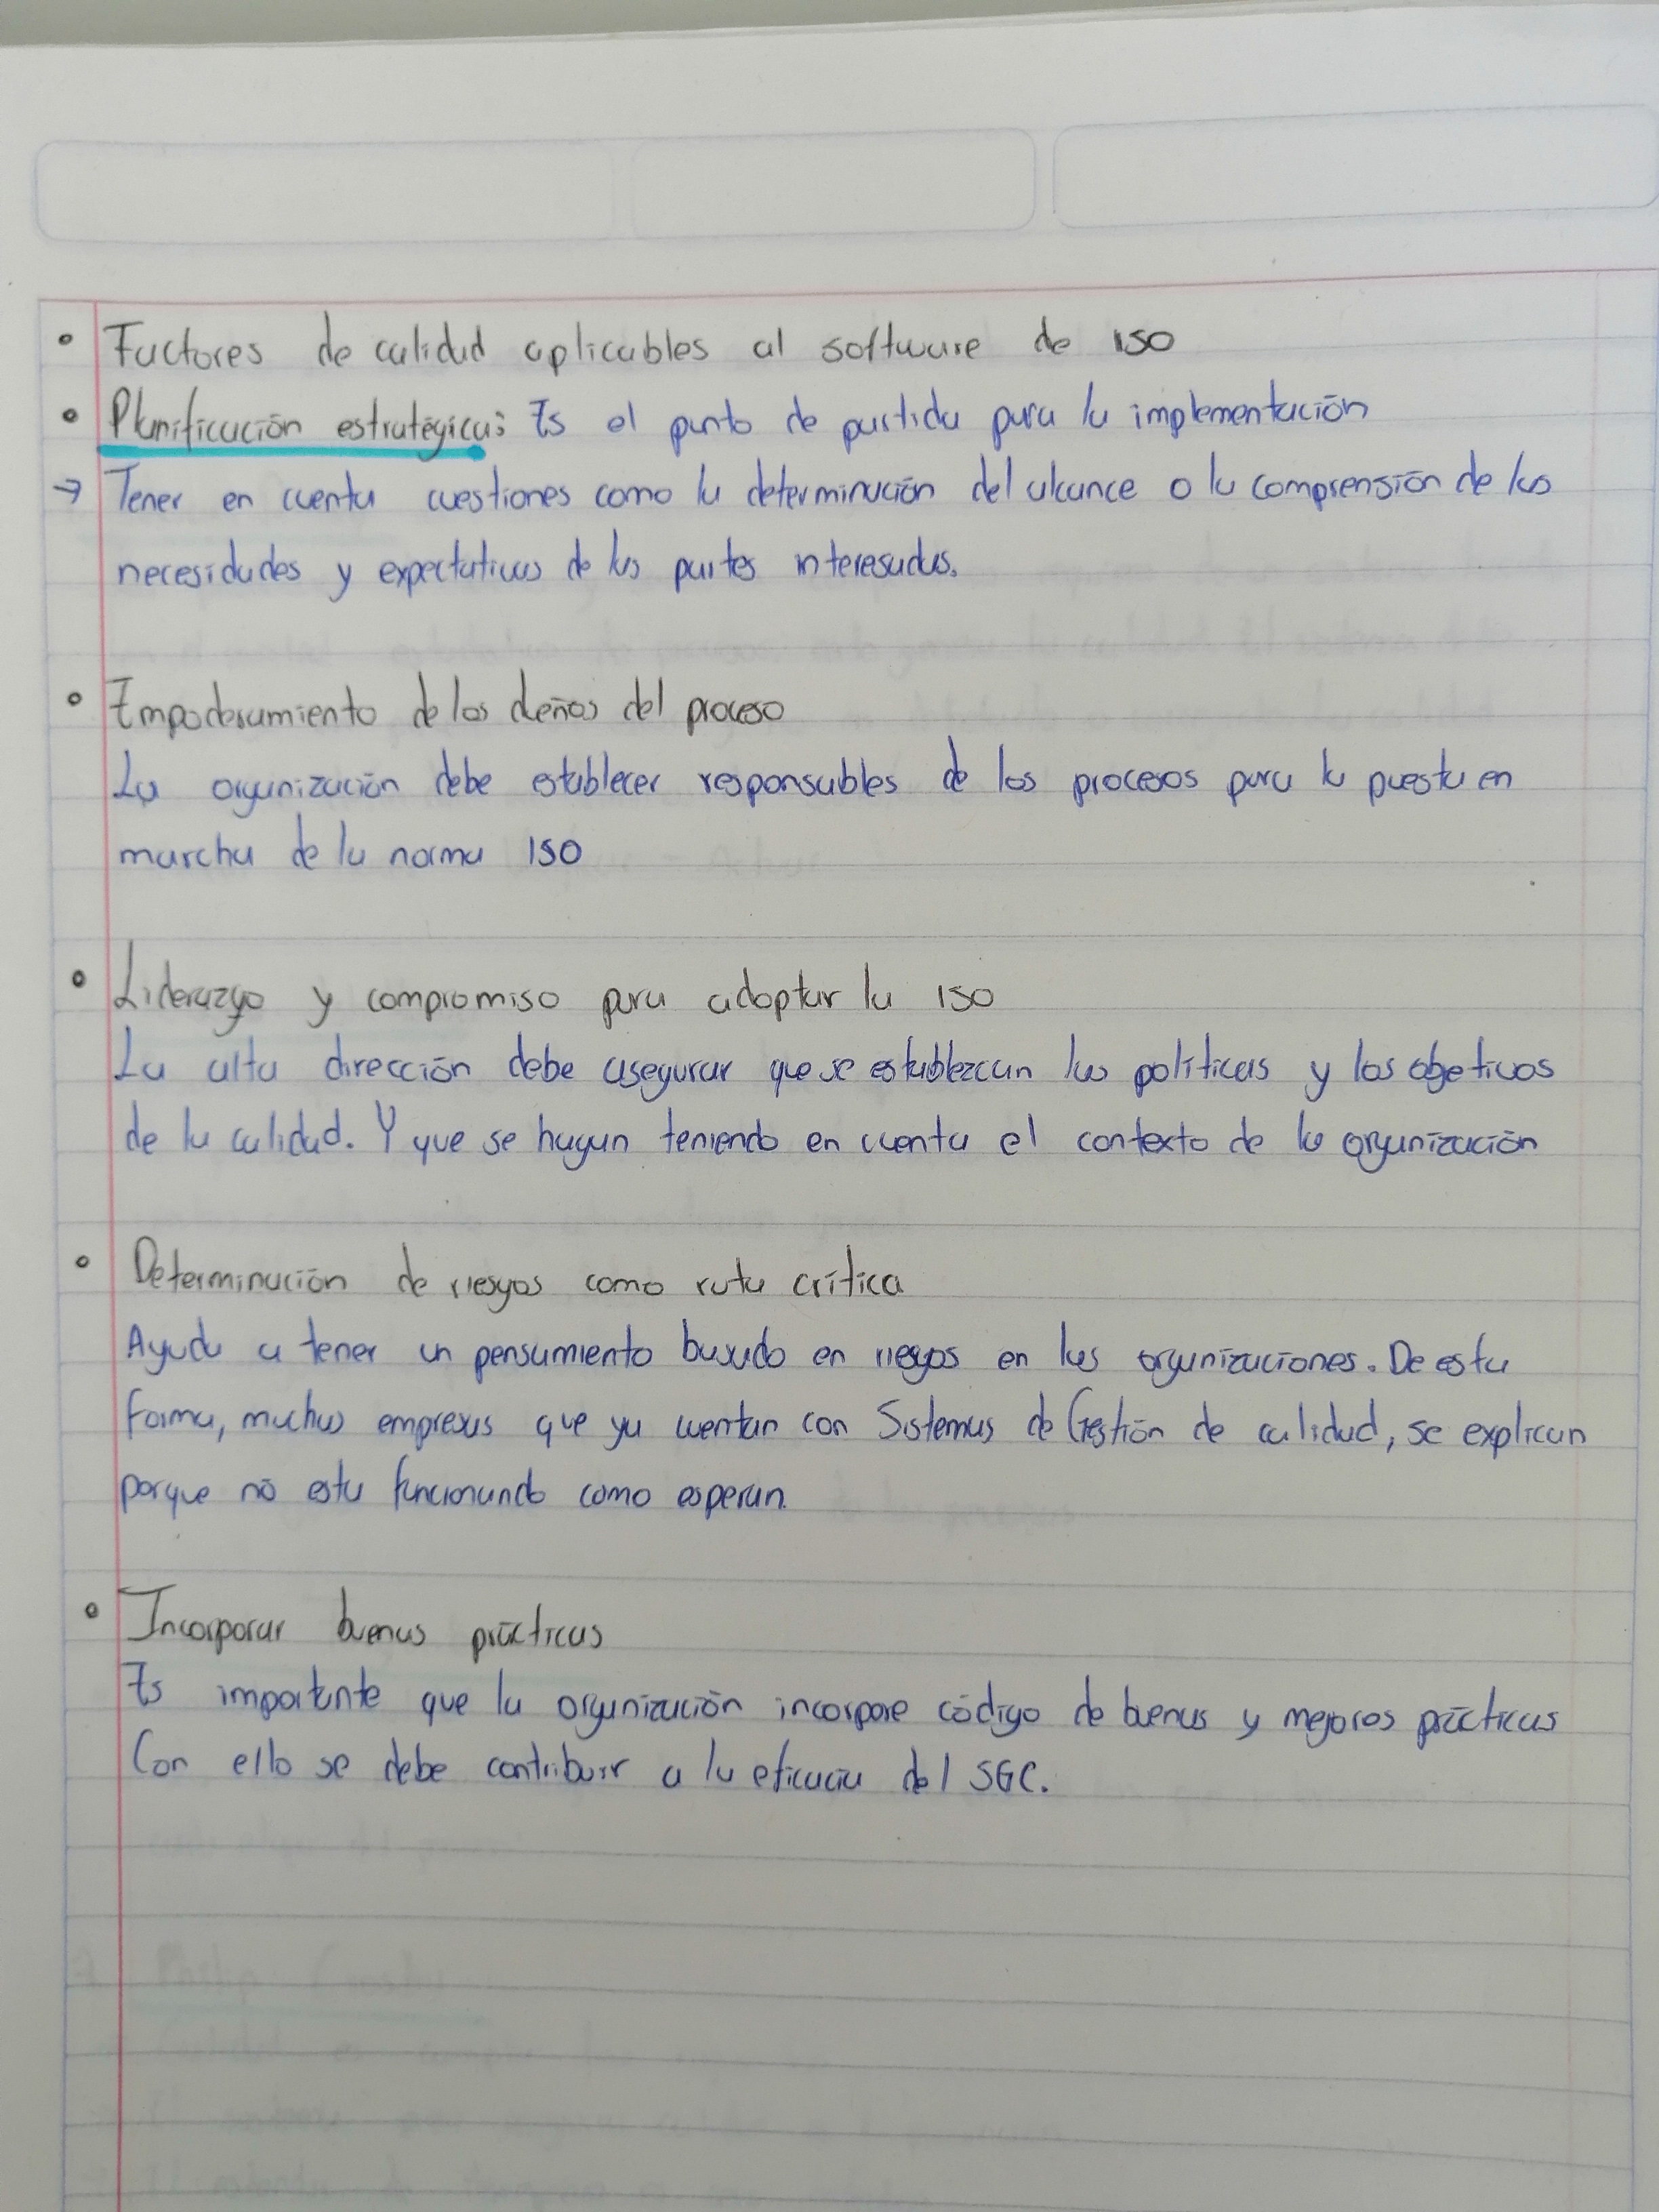 • Factores de calidad aplicables al software de ISO
• Planificación estratégica: Es el punto de partida para la implementación
→ Tener en cuenta cuestiones como la determinación del alcance o la comprensión de las
necesidades y expectativas de las partes interesadas.
• Empoderamiento de los dueños del proceso
La organización debe establecer responsables de los procesos para la puesta en
marcha de la norma ISO
• Liderazgo y compromiso para adoptar la ISO
La alta dirección debe asegurar que se establezcan las políticas y los objetivos
de la calidad. Y que se hagan teniendo en cuenta el contexto de la organización
• Determinación de riesgos como ruta crítica
Ayuda a tener un pensamiento basado en riesgos en las organizaciones. De esta
forma, muchas empresas que ya cuentan con Sistemas de Gestión de calidad, se explican
porque no esta funcionando como esperan.
• Incorporar buenas prácticas
Es importante que la organización incorpore código de buenas y mejores prácticas
Con ello se debe contribuir a la eficacia del SGC.